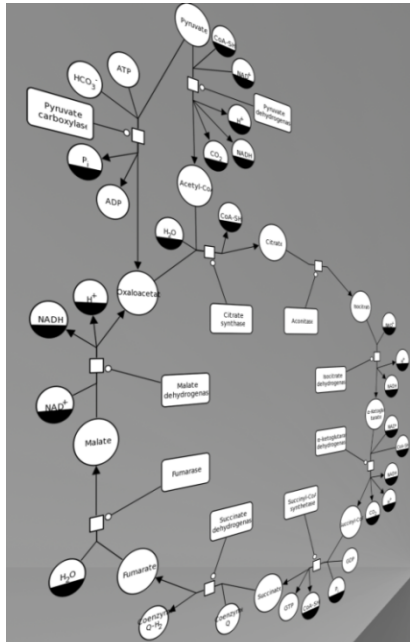 Pyruvate
CoA-SH
NAD+
ATP
HCO3-
Pyruvate
carboxylase
Pyruvate
dehydrogenase
H+
Pi
CO2
NADH
ADP
Acetyl-CoA
H2O
CoA-SH
Citrate
Oxaloacetate
H+
NADH
Citrate
synthase
Aconitase
Isocitrate
dehydrogenase
NADH
Malate
dehydrogenase
NAD+
α-ketoglutarate
dehydrogenase
Malate
Fumarase
Succinyl-CoA
synthetase
Succinate
dehydrogenase
CO2
H2O
Fumarate
Succinate
GDP
GTP
CoA-SH
Coenzyme
Q-H2
Coenzyme
Q